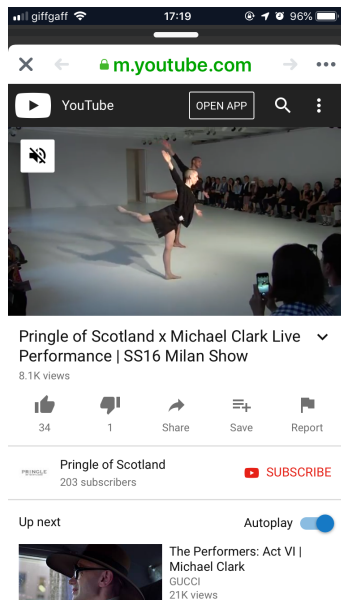 giffgaff 17:19 96%
m.youtube.com
YouTube OPEN APP
Pringle of Scotland x Michael Clark Live
Performance | SS16 Milan Show
8.1K views
34 1 Share Save Report
PRINGLE Pringle of Scotland SUBSCRIBE
203 subscribers
Up next Autoplay
The Performers: Act VI |
Michael Clark
GUCCI
21K views